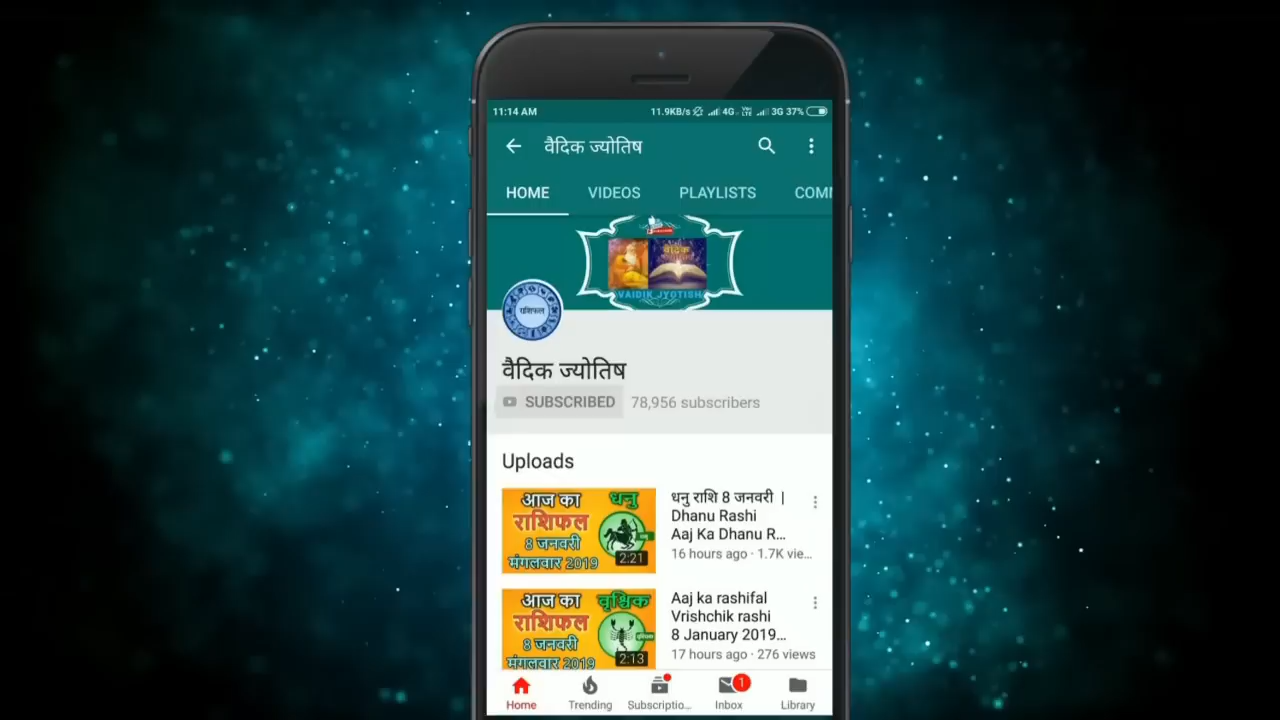 11:14 AM
11.9KB/s 4G VoLTE 3G 37%
वैदिक ज्योतिष
HOME VIDEOS PLAYLISTS COMM
वैदिक
VAIDIK JYOTISH
राशिफल
वैदिक ज्योतिष
SUBSCRIBED 78,956 subscribers
Uploads
आज का धनु
राशिफल
8 जनवरी
मंगलवार 2019
2:21
धनु राशि 8 जनवरी |
Dhanu Rashi
Aaj Ka Dhanu R...
16 hours ago · 1.7K vie...
आज का वृश्चिक
राशिफल
8 जनवरी
मंगलवार 2019
2:13
Aaj ka rashifal
Vrishchik rashi
8 January 2019...
17 hours ago · 276 views
1
Home Trending Subscriptio... Inbox Library